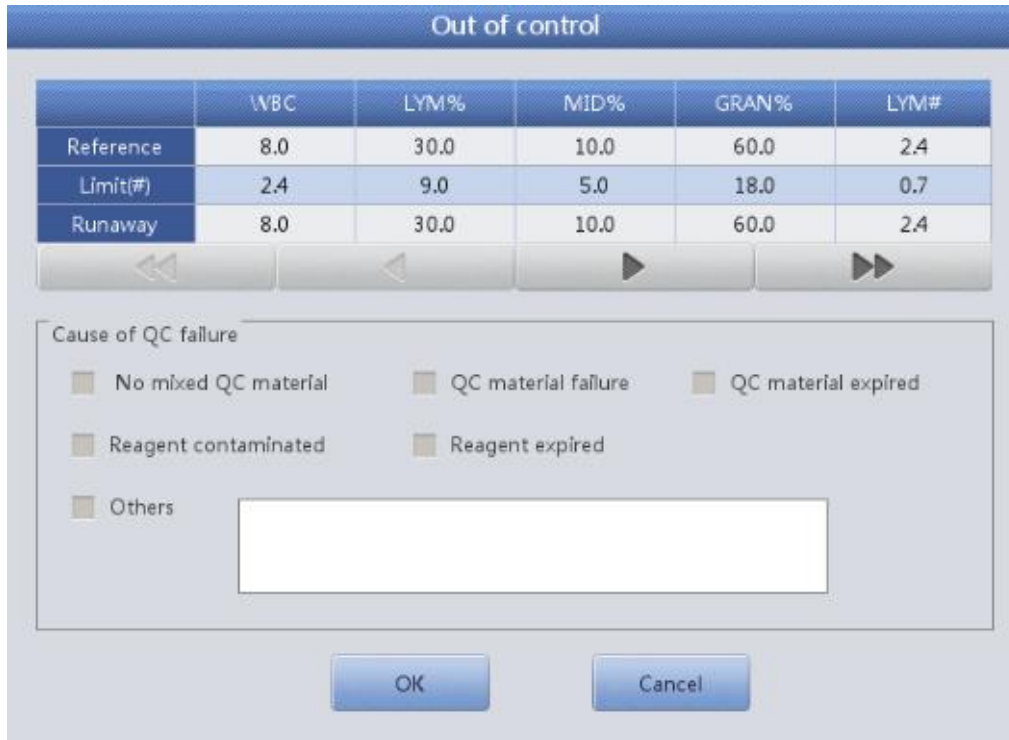 Out of control
WBC LYM% MID% GRAN% LYM#
Reference 8.0 30.0 10.0 60.0 2.4
Limit(#) 2.4 9.0 5.0 18.0 0.7
Runaway 8.0 30.0 10.0 60.0 2.4
Cause of QC failure
No mixed QC material QC material failure QC material expired
Reagent contaminated Reagent expired
Others
OK Cancel